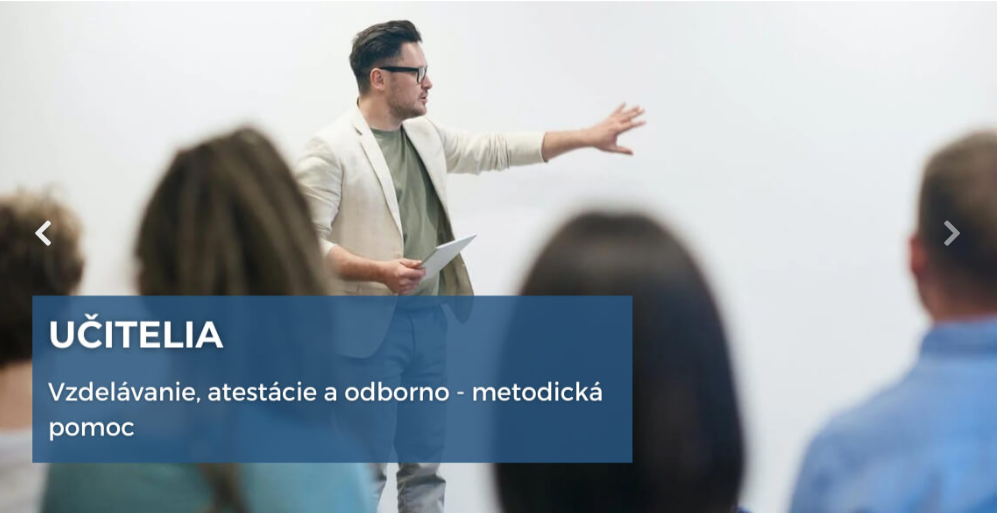 UČITELIA
Vzdelávanie, atestácie a odborno - metodická
pomoc